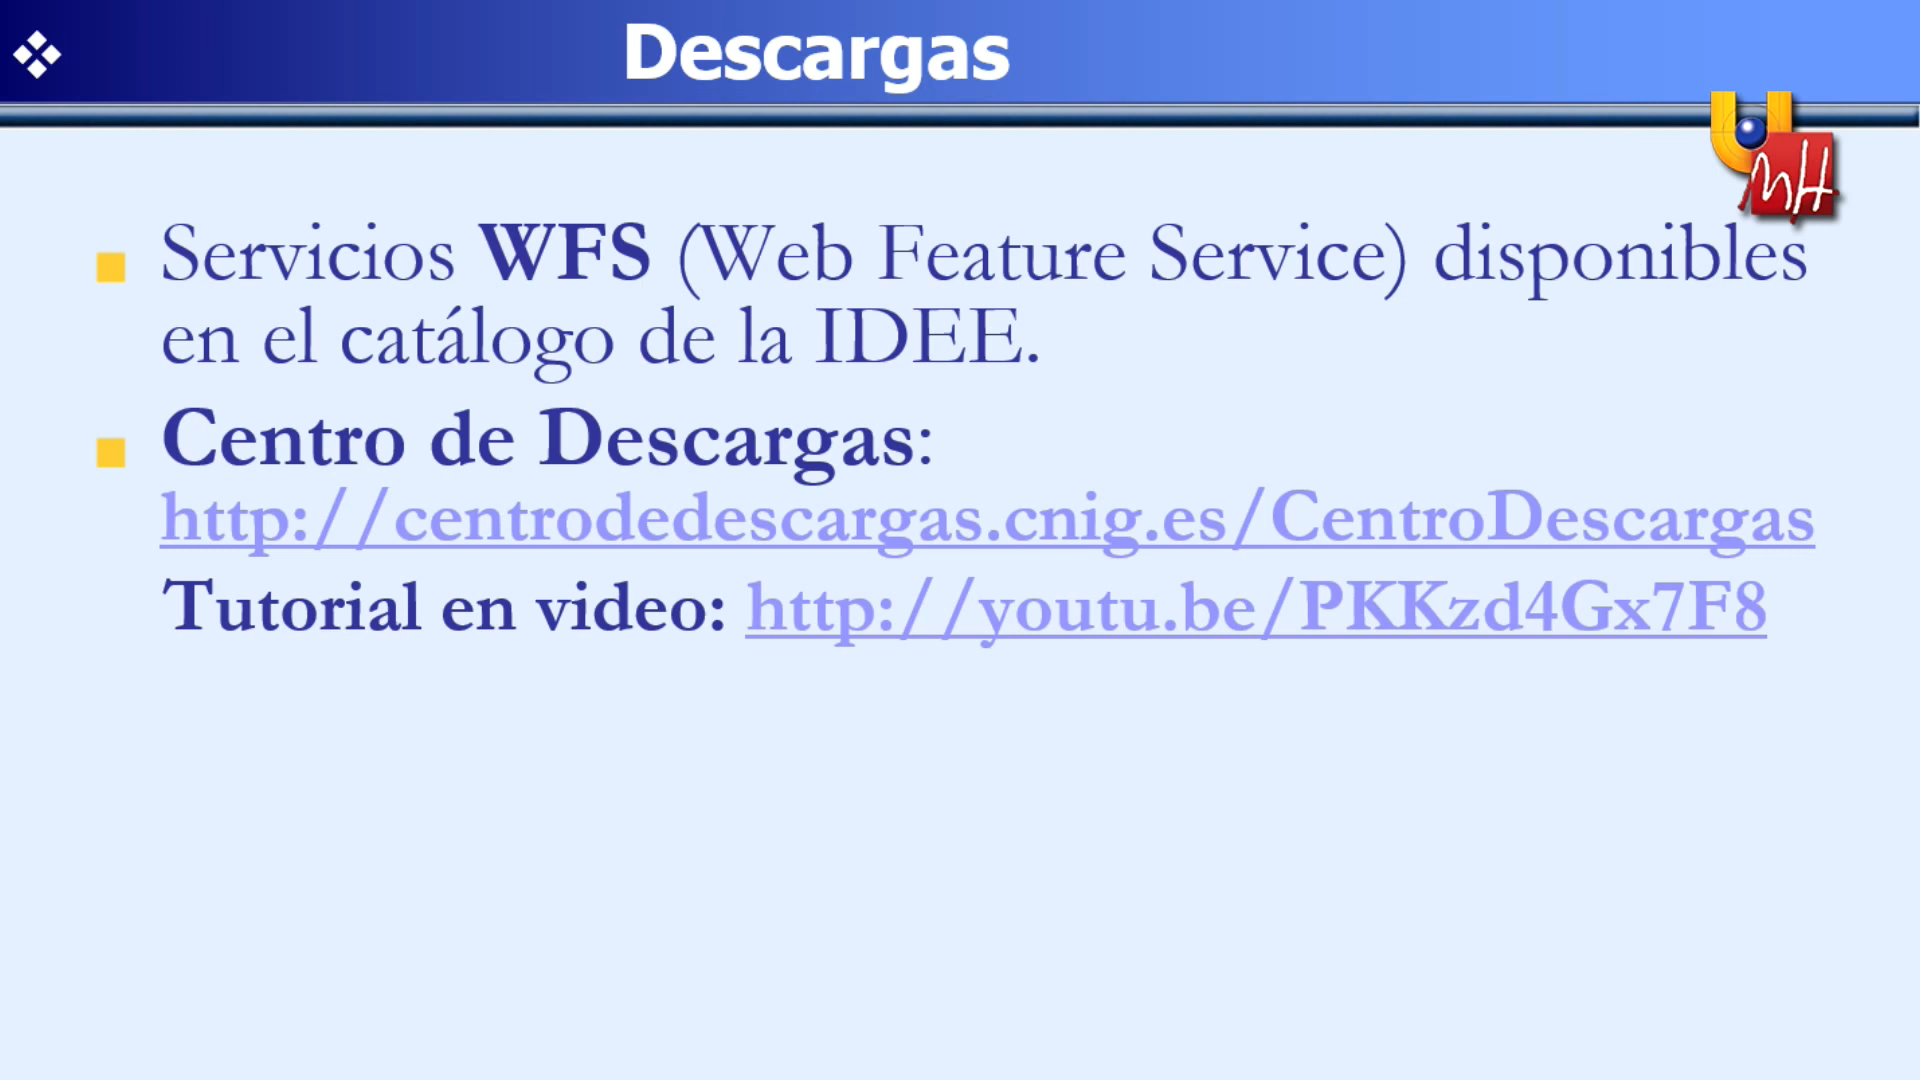 Descargas
Servicios WFS (Web Feature Service) disponibles
en el catálogo de la IDEE.
Centro de Descargas:
http://centrodedescargas.cnig.es/CentroDescargas
Tutorial en video: http://youtu.be/PKKzd4Gx7F8
UMH